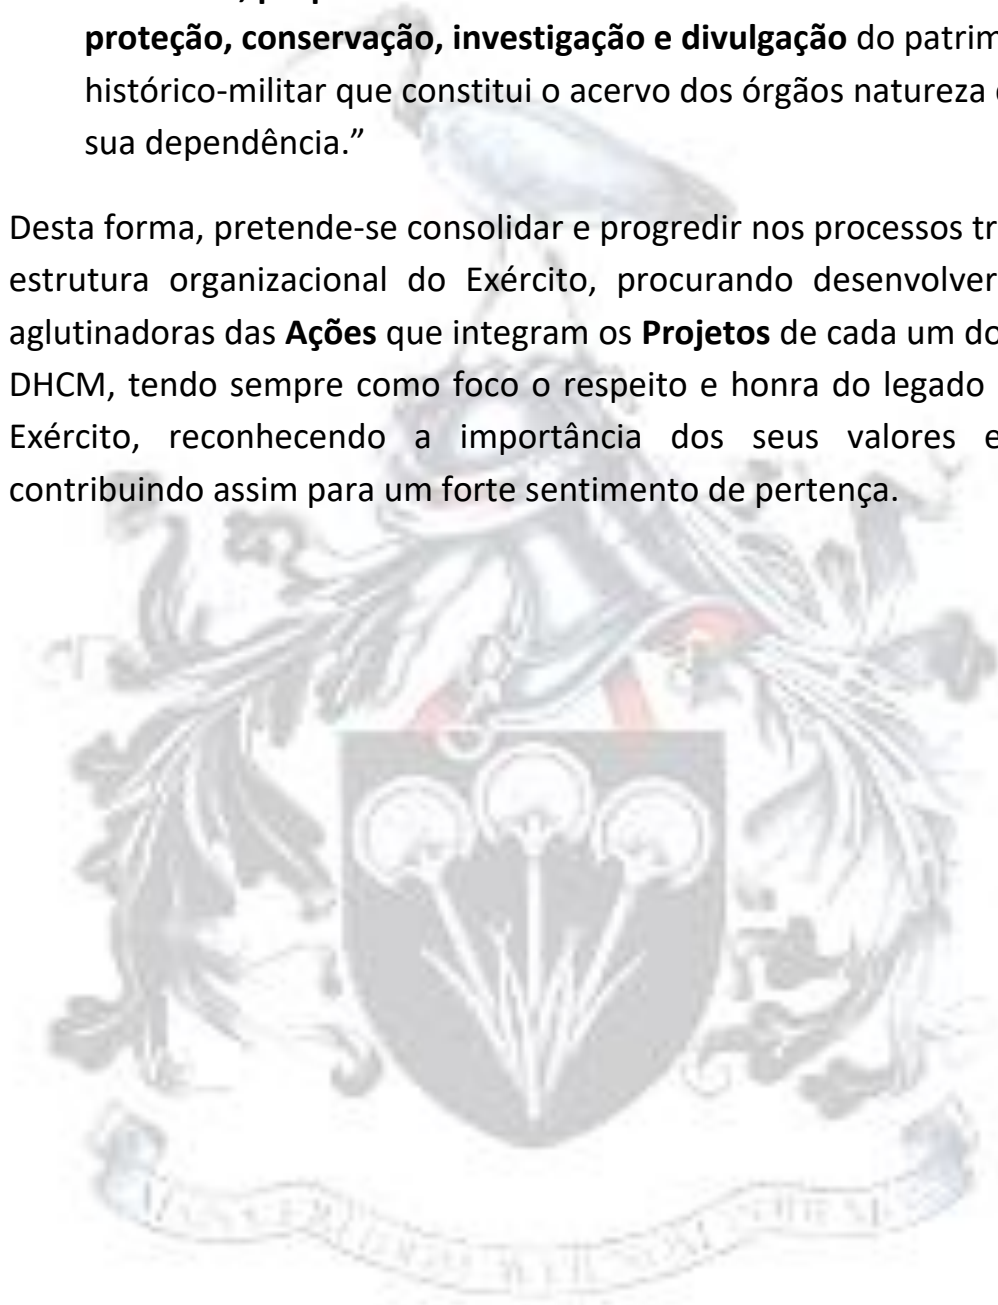 proteção, conservação, investigação e divulgação do
histórico-militar que constitui o acervo dos órgãos natureza
sua dependência.”
Desta forma, pretende-se consolidar e progredir nos processos
estrutura organizacional do Exército, procurando desenvolver
aglutinadoras das Ações que integram os Projetos de cada um
DHCM, tendo sempre como foco o respeito e honra do legado
Exército, reconhecendo a importância dos seus valores e
contribuindo assim para um forte sentimento de pertença.